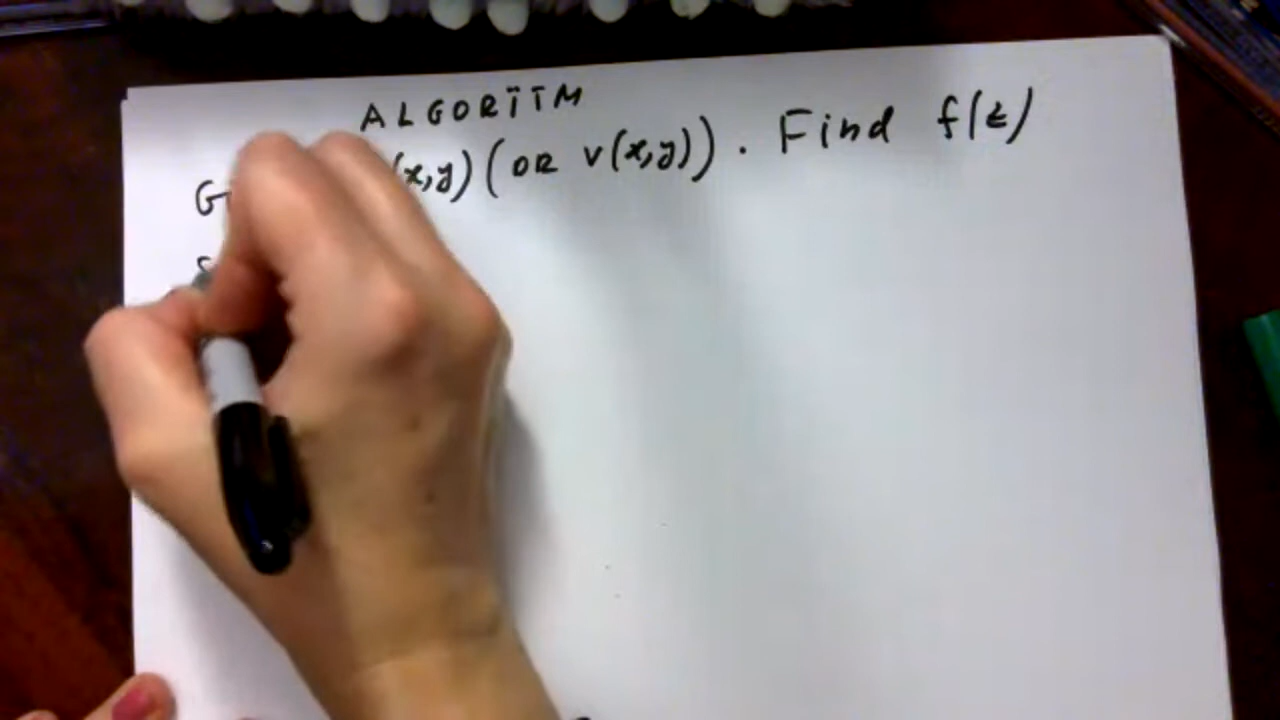 ALGORITM
G (x,y) (OR v(x,y)). Find f(z)
S